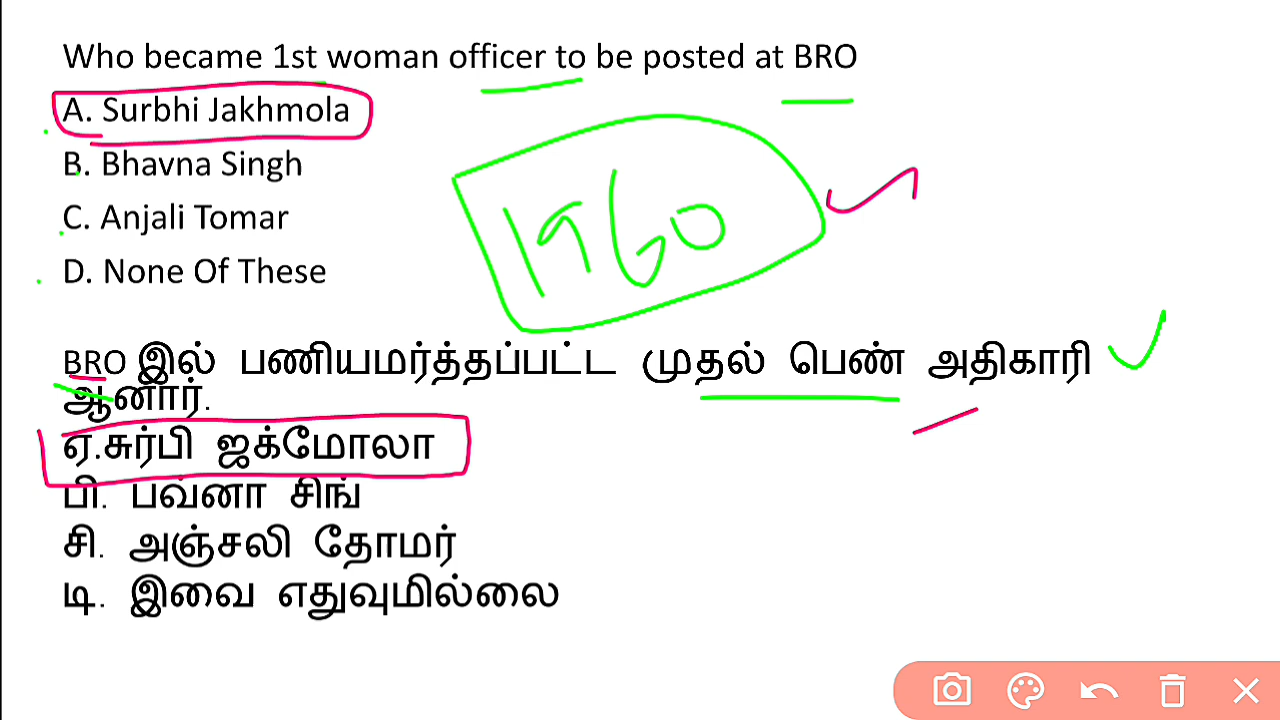 Who became 1st woman officer to be posted at BRO
A. Surbhi Jakhmola
B. Bhavna Singh
C. Anjali Tomar
D. None Of These
1960
BRO இல் பணியமர்த்தப்பட்ட முதல் பெண் அதிகாரி
ஆனார்.
ஏ.சுர்பி ஜக்மோலா
பி. பவ்னா சிங்
சி. அஞ்சலி தோமர்
டி. இவை எதுவுமில்லை